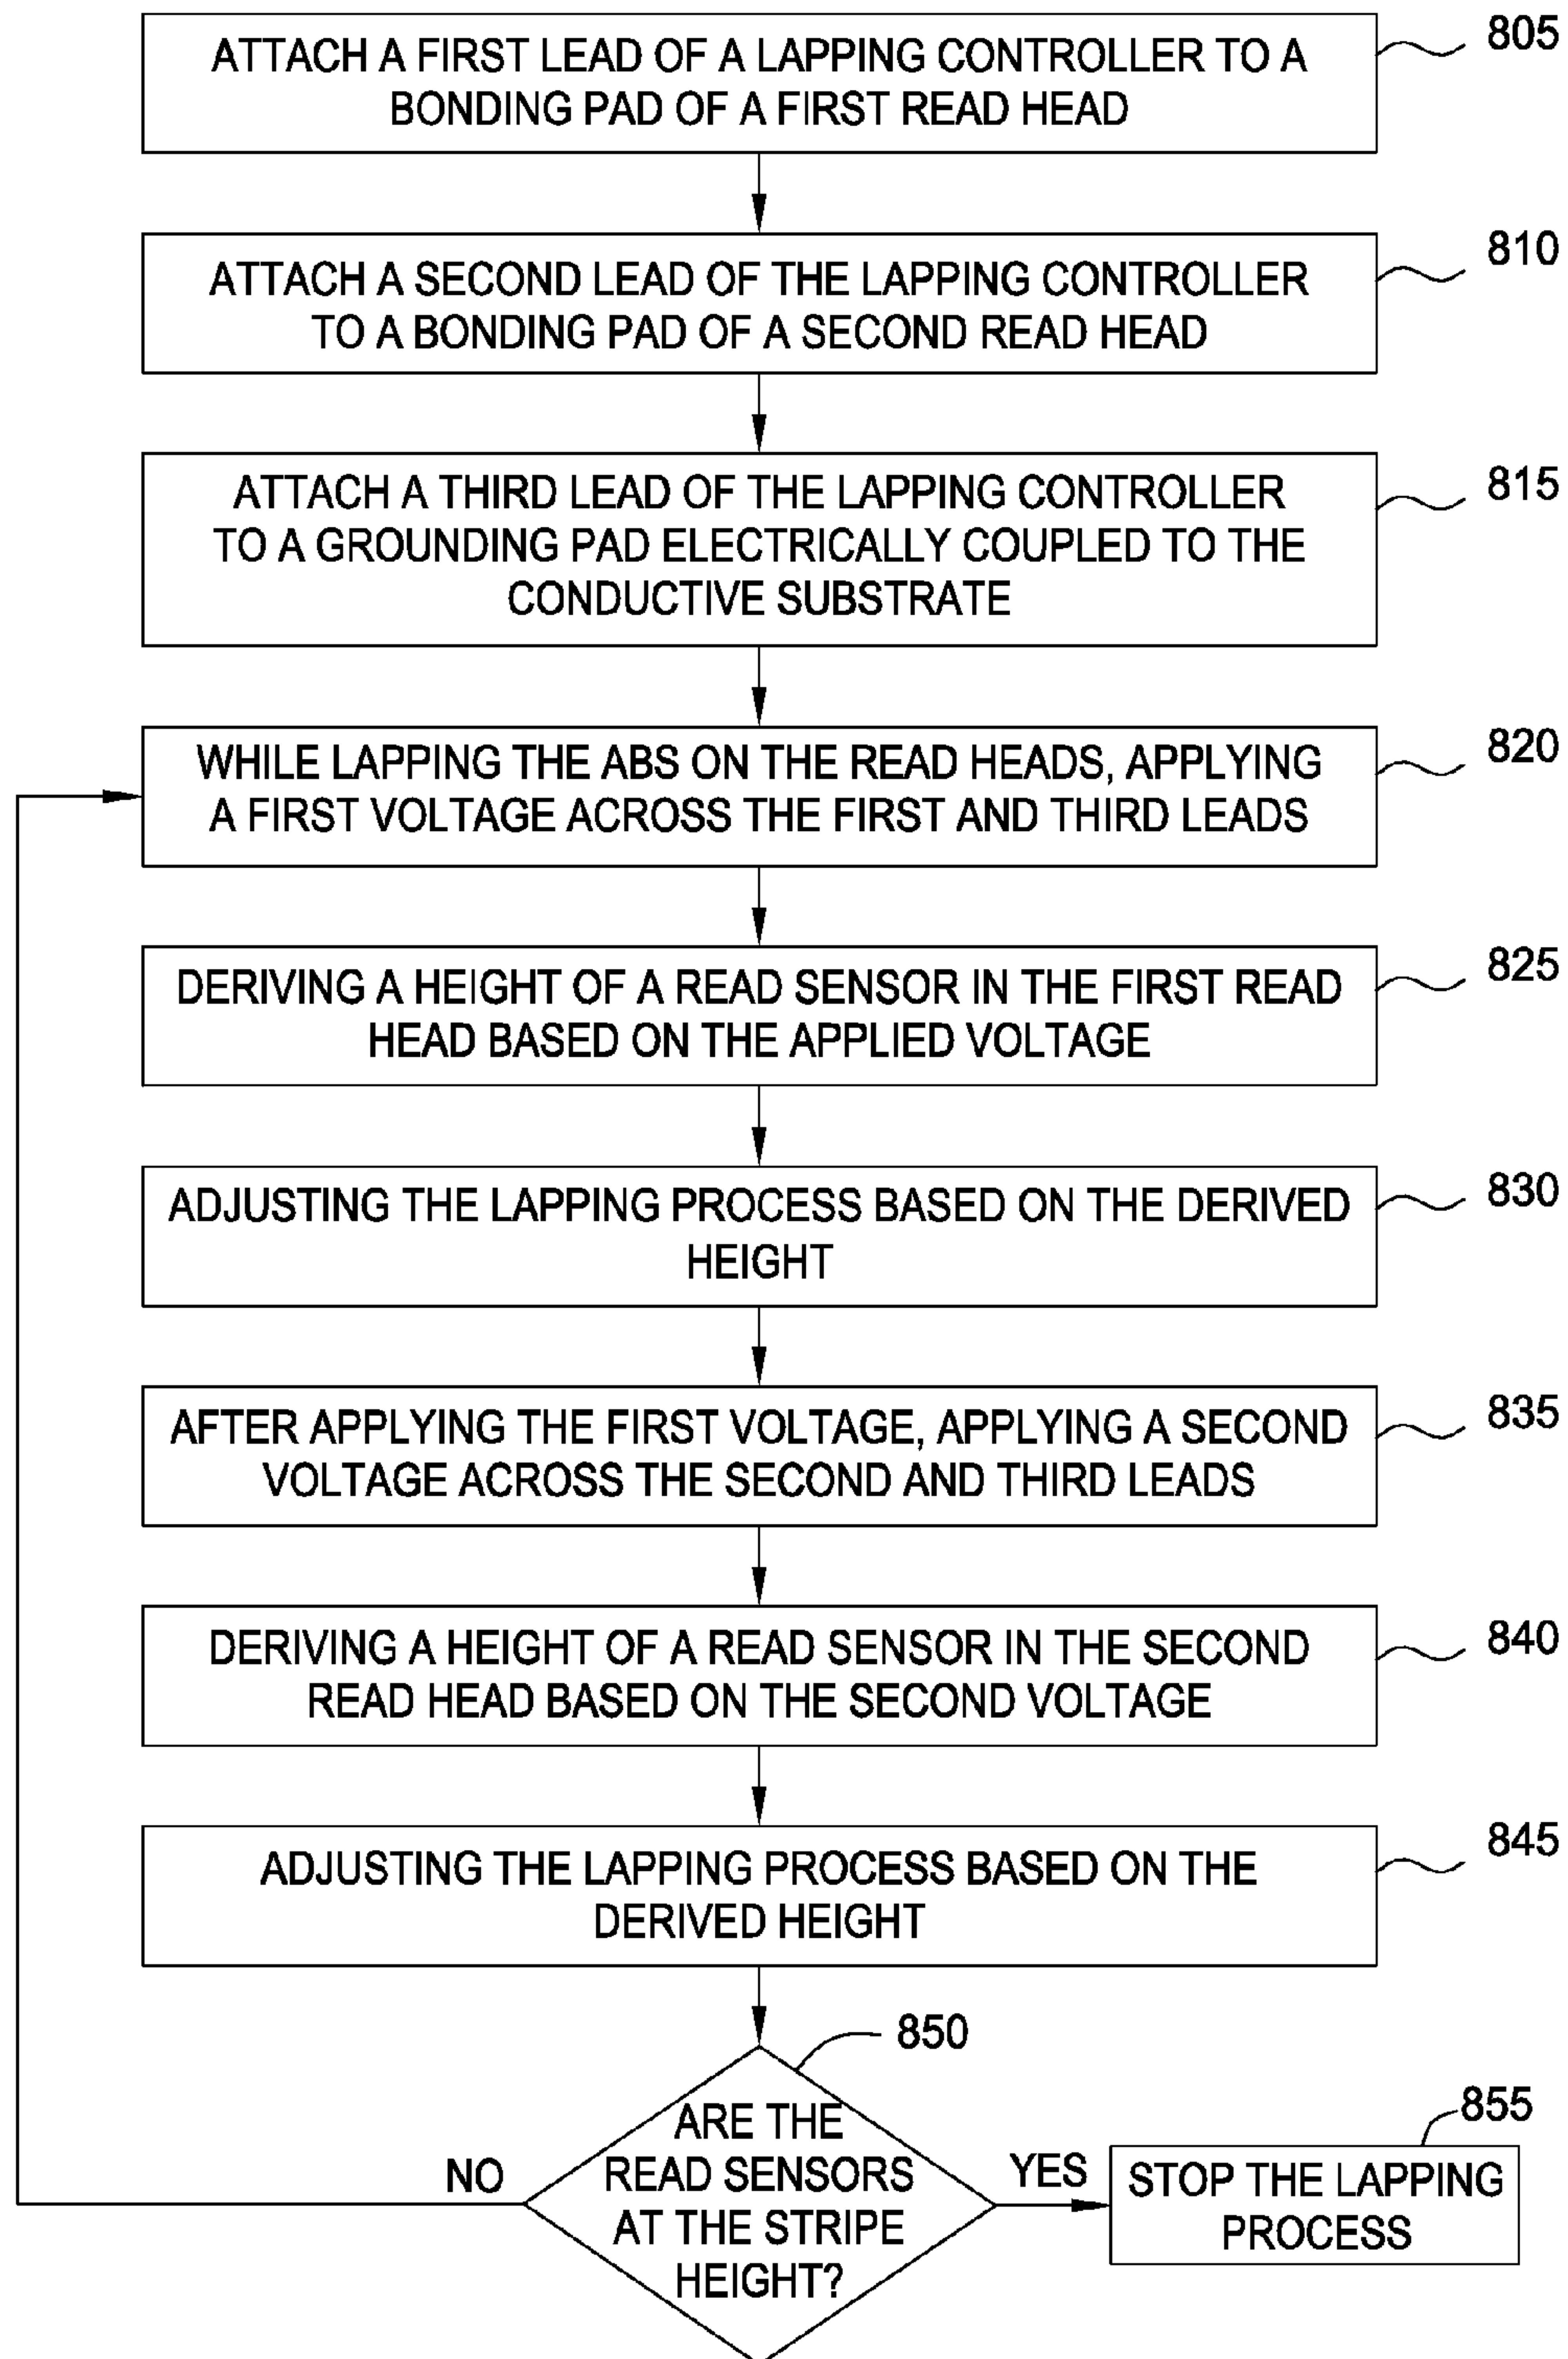 ATTACH A FIRST LEAD OF A LAPPING CONTROLLER TO A
BONDING PAD OF A FIRST READ HEAD
805
ATTACH A SECOND LEAD OF THE LAPPING CONTROLLER
TO A BONDING PAD OF A SECOND READ HEAD
810
ATTACH A THIRD LEAD OF THE LAPPING CONTROLLER
TO A GROUNDING PAD ELECTRICALLY COUPLED TO THE
CONDUCTIVE SUBSTRATE
815
WHILE LAPPING THE ABS ON THE READ HEADS, APPLYING
A FIRST VOLTAGE ACROSS THE FIRST AND THIRD LEADS
820
DERIVING A HEIGHT OF A READ SENSOR IN THE FIRST READ
HEAD BASED ON THE APPLIED VOLTAGE
825
ADJUSTING THE LAPPING PROCESS BASED ON THE DERIVED
HEIGHT
830
AFTER APPLYING THE FIRST VOLTAGE, APPLYING A SECOND
VOLTAGE ACROSS THE SECOND AND THIRD LEADS
835
DERIVING A HEIGHT OF A READ SENSOR IN THE SECOND
READ HEAD BASED ON THE SECOND VOLTAGE
840
ADJUSTING THE LAPPING PROCESS BASED ON THE
DERIVED HEIGHT
845
850
ARE THE
READ SENSORS
AT THE STRIPE
HEIGHT?
NO
YES
855
STOP THE LAPPING
PROCESS